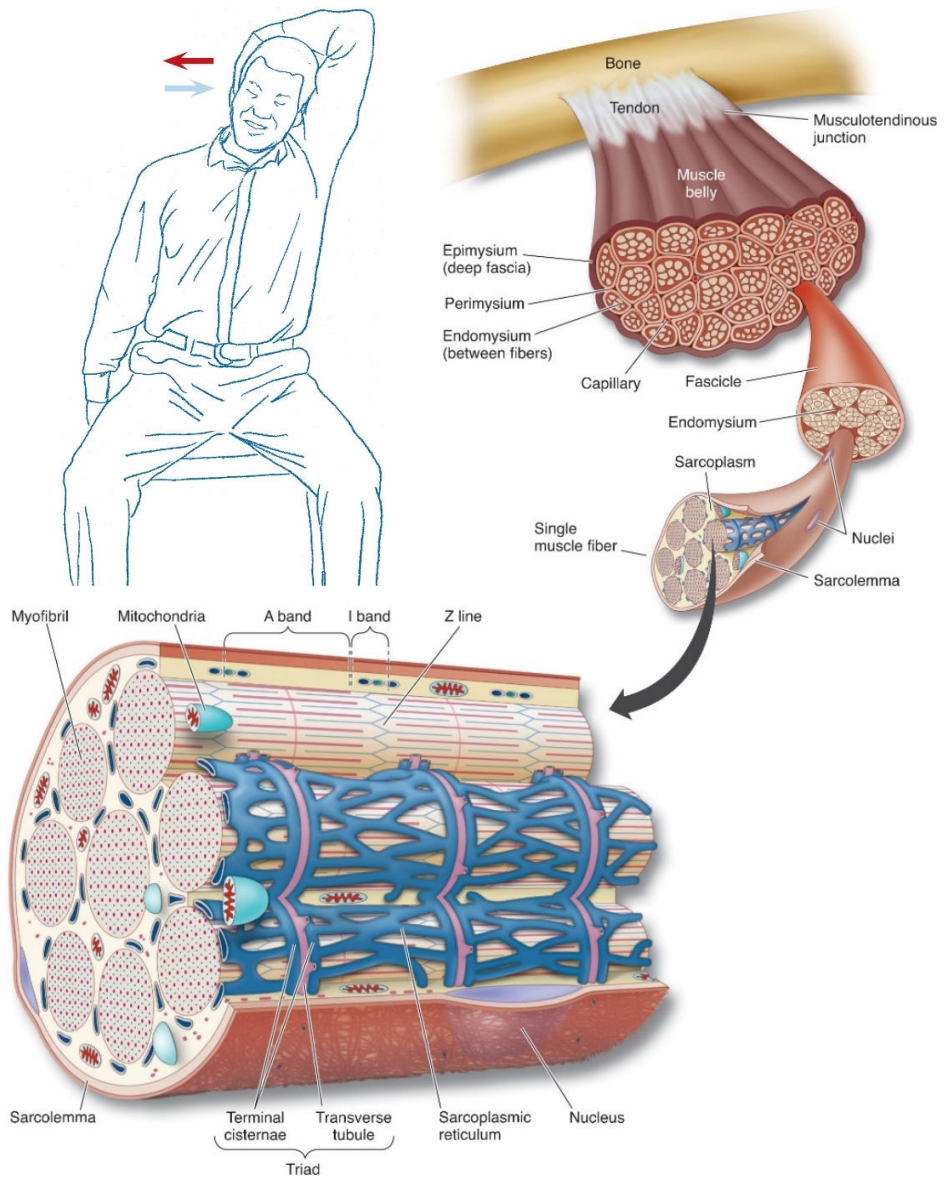 Bone
Tendon
Musculotendinous
junction
Muscle
belly
Epimysium
(deep fascia)
Perimysium
Endomysium
(between fibers)
Capillary
Fascicle
Endomysium
Sarcoplasm
Single
muscle fiber
Nuclei
Sarcolemma
Myofibril
Mitochondria
A band
I band
Z line
Sarcolemma
Terminal
cisternae
Transverse
tubule
Sarcoplasmic
reticulum
Nucleus
Triad